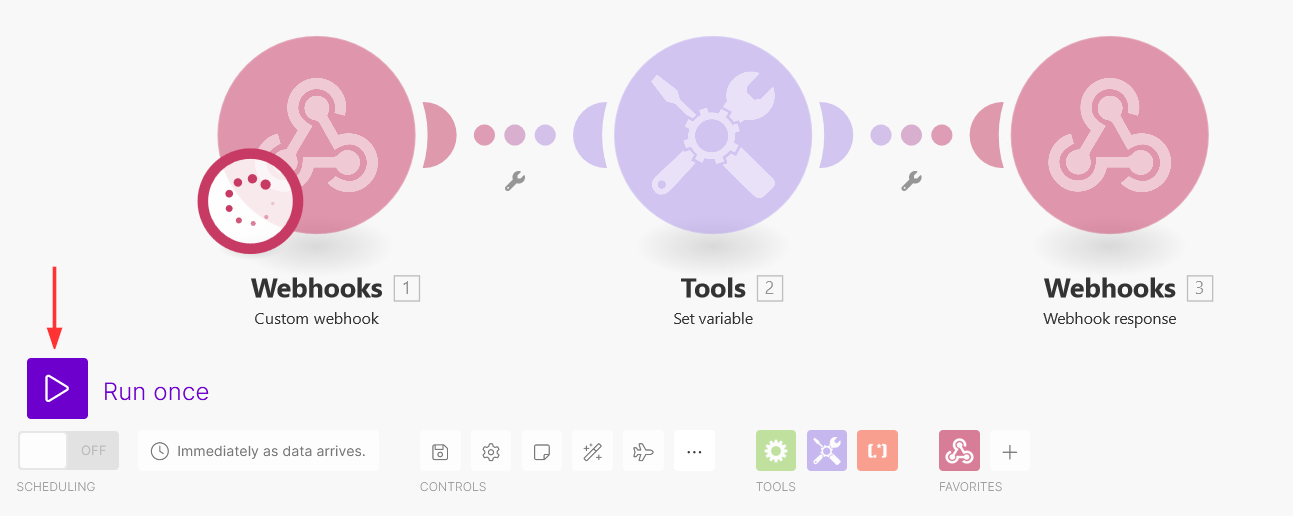 Webhooks 1
Custom webhook
Tools 2
Set variable
Webhooks 3
Webhook response
Run once
OFF
Immediately as data arrives.
SCHEDULING
CONTROLS
TOOLS
FAVORITES